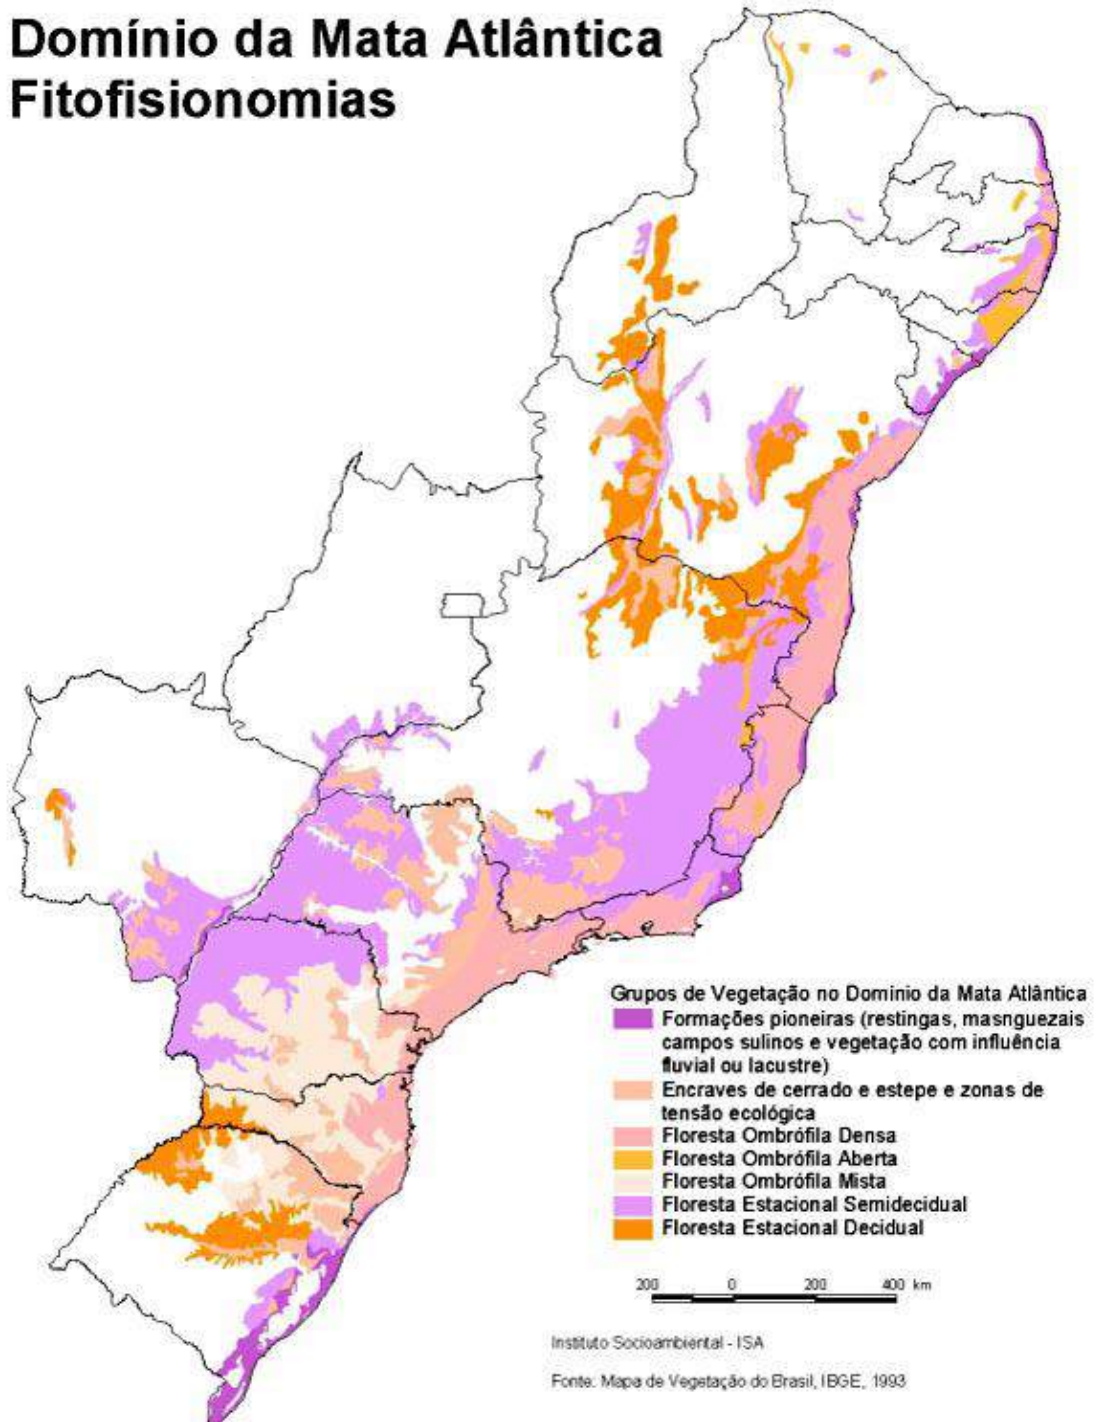 Domínio da Mata Atlântica
Fitofisionomias
Grupos de Vegetação no Domínio da Mata Atlântica
Formações pioneiras (restingas, masnguezais
campos sulinos e vegetação com influência
fluvial ou lacustre)
Encraves de cerrado e estepe e zonas de
tensão ecológica
Floresta Ombrófila Densa
Floresta Ombrófila Aberta
Floresta Ombrófila Mista
Floresta Estacional Semidecidual
Floresta Estacional Decidual
200 0 200 400 km
Instituto Socioambiental - ISA
Fonte: Mapa de Vegetação do Brasil, IBGE, 1993